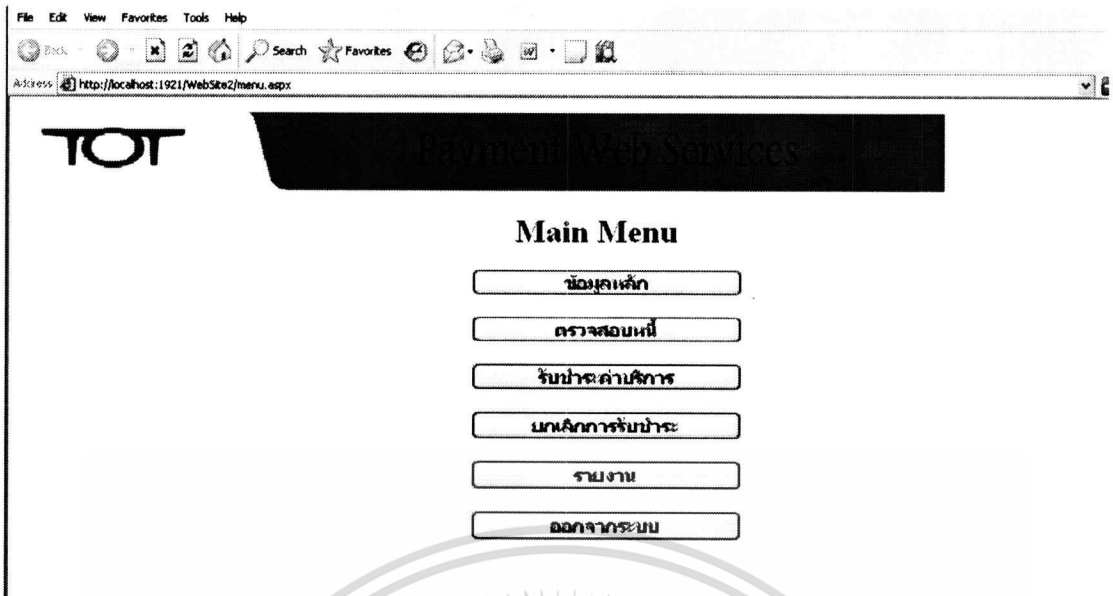 File Edit View Favorites Tools Help
Back Search Favorites
Address http://localhost:1921/WebSite2/menu.aspx
TOT Payment Web Services
Main Menu
ข้อมูลหลัก
ตรวจสอบหนี้
รับชำระค่าบริการ
ยกเลิกการรับชำระ
รายงาน
ออกจากระบบ